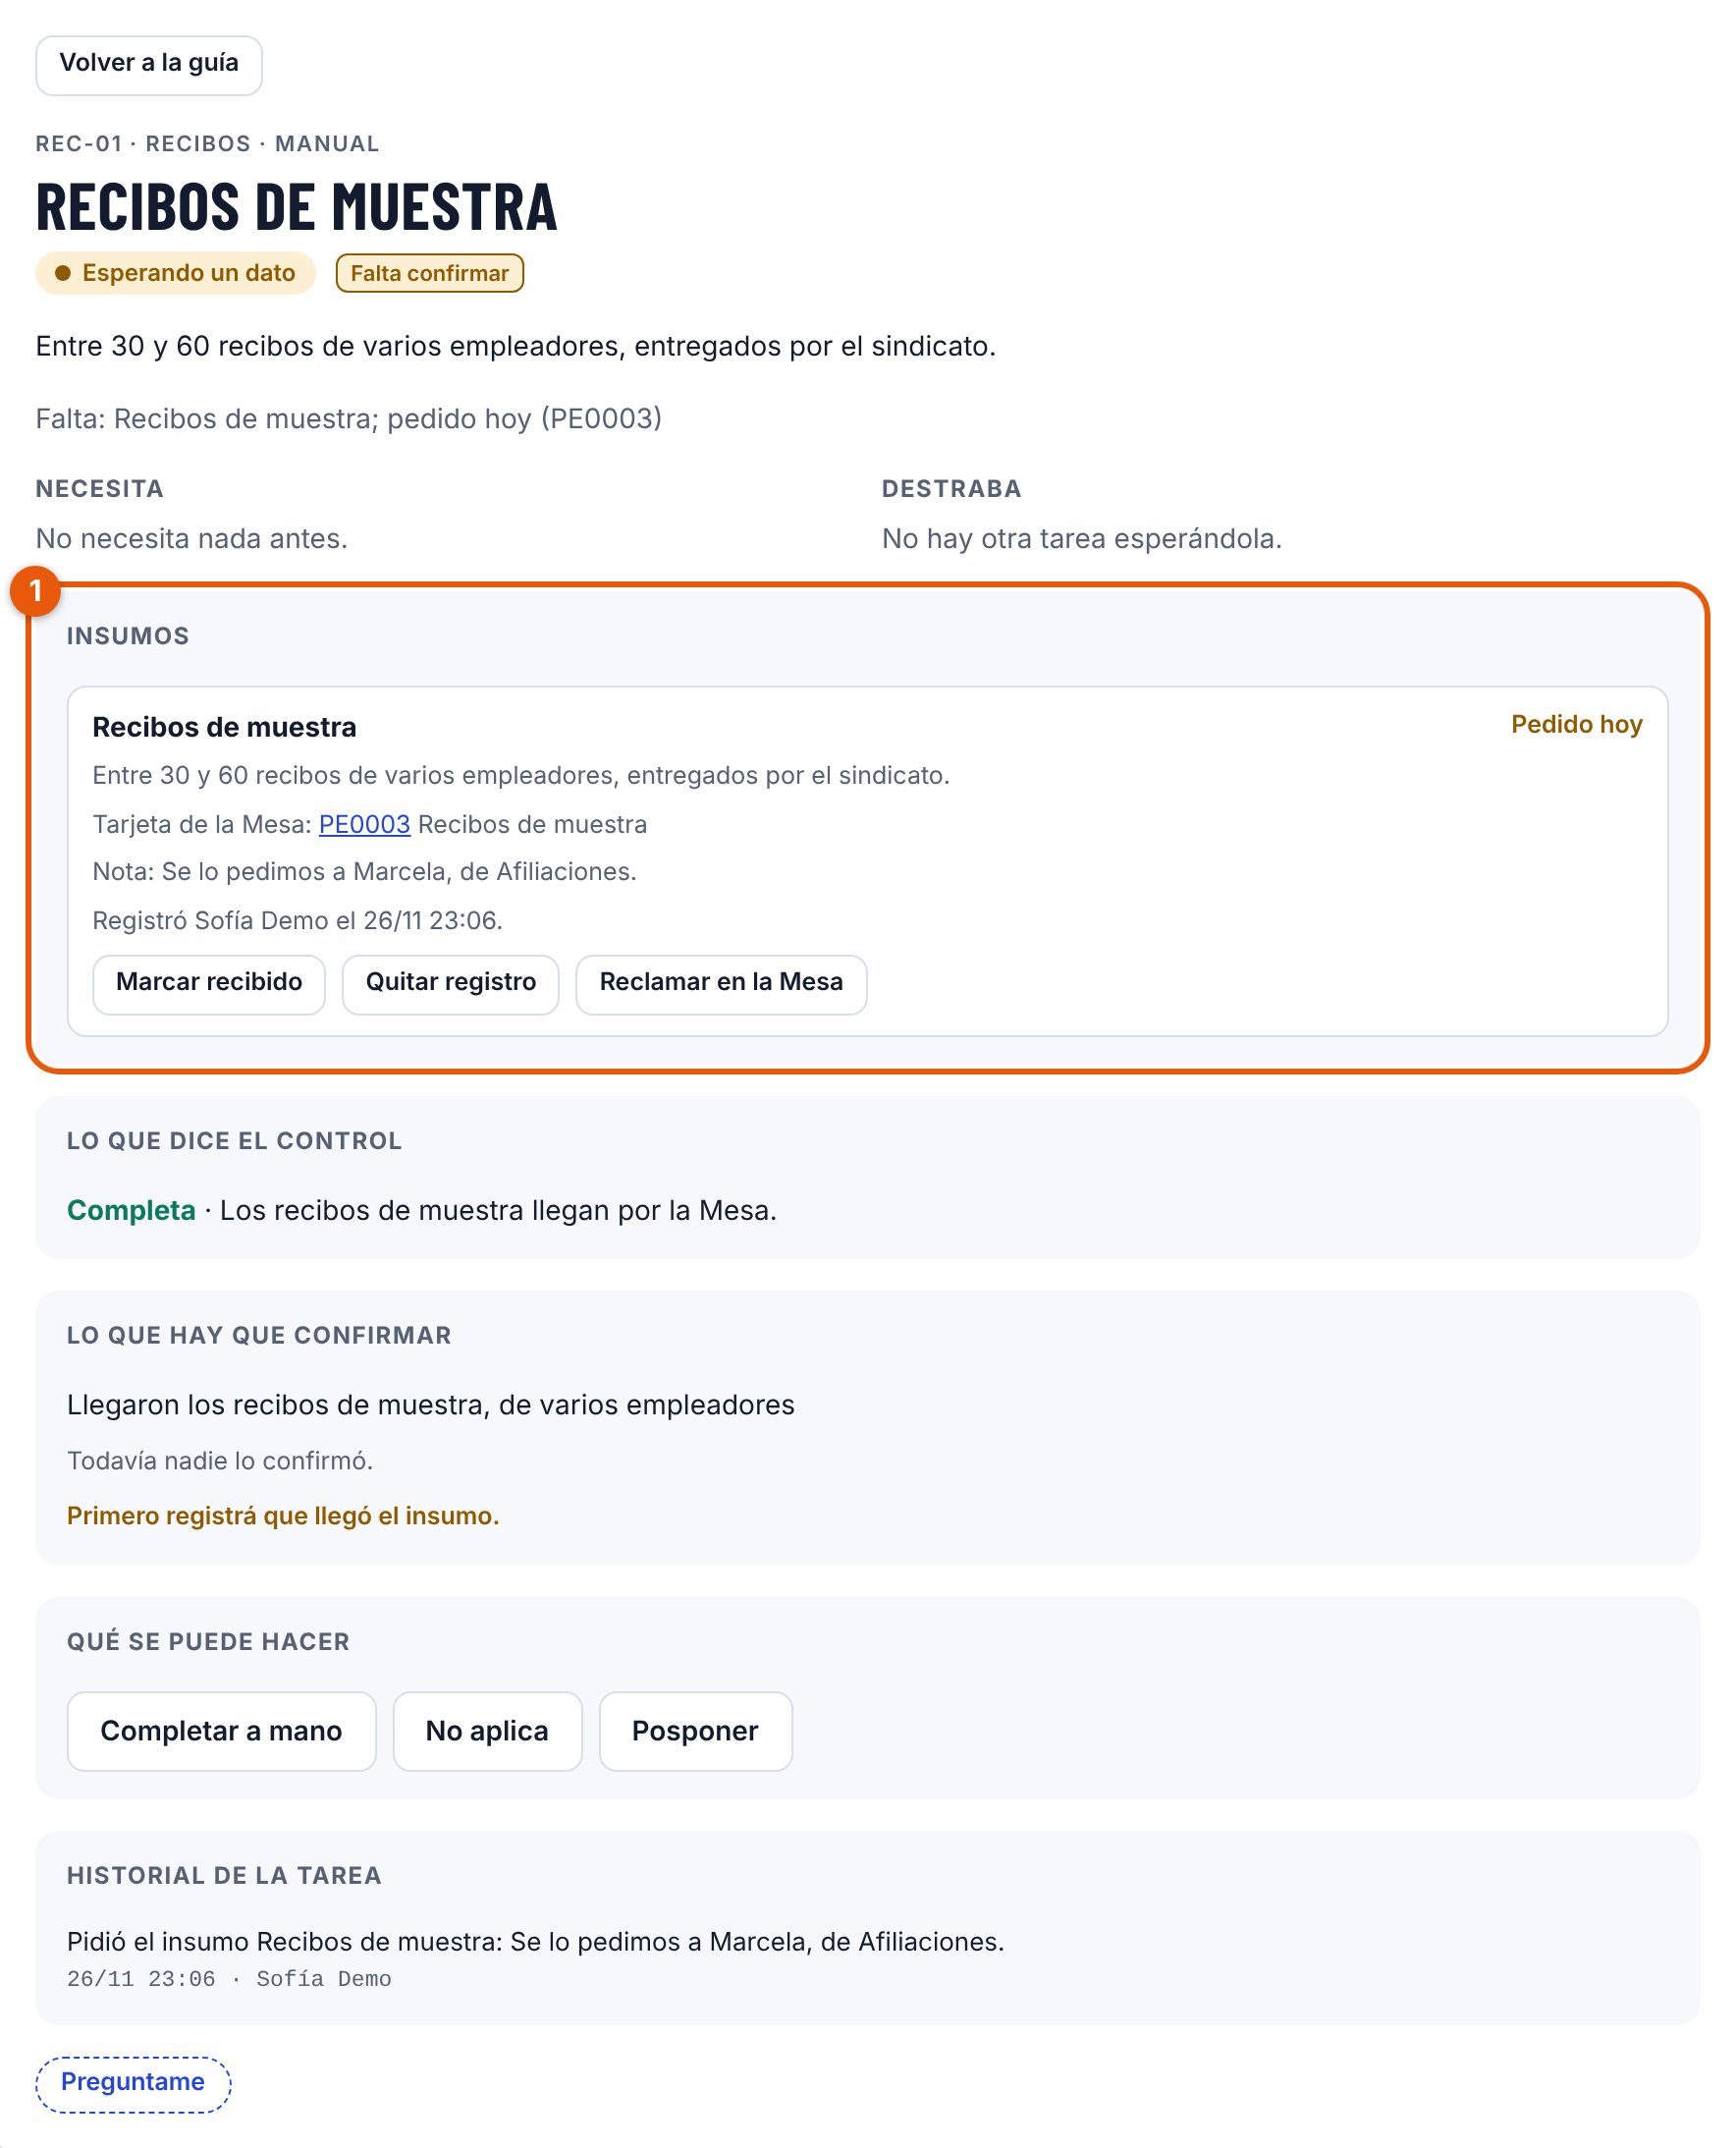 Volver a la guía
REC-01 · RECIBOS · MANUAL
RECIBOS DE MUESTRA
Esperando un dato
Falta confirmar
Entre 30 y 60 recibos de varios empleadores, entregados por el sindicato.
Falta: Recibos de muestra; pedido hoy (PE0003)
NECESITA
No necesita nada antes.
DESTRABA
No hay otra tarea esperándola.
1
INSUMOS
Recibos de muestra
Pedido hoy
Entre 30 y 60 recibos de varios empleadores, entregados por el sindicato.
Tarjeta de la Mesa: PE0003 Recibos de muestra
Nota: Se lo pedimos a Marcela, de Afiliaciones.
Registró Sofía Demo el 26/11 23:06.
Marcar recibido
Quitar registro
Reclamar en la Mesa
LO QUE DICE EL CONTROL
Completa · Los recibos de muestra llegan por la Mesa.
LO QUE HAY QUE CONFIRMAR
Llegaron los recibos de muestra, de varios empleadores
Todavía nadie lo confirmó.
Primero registrá que llegó el insumo.
QUÉ SE PUEDE HACER
Completar a mano
No aplica
Posponer
HISTORIAL DE LA TAREA
Pidió el insumo Recibos de muestra: Se lo pedimos a Marcela, de Afiliaciones.
26/11 23:06 · Sofía Demo
Preguntame